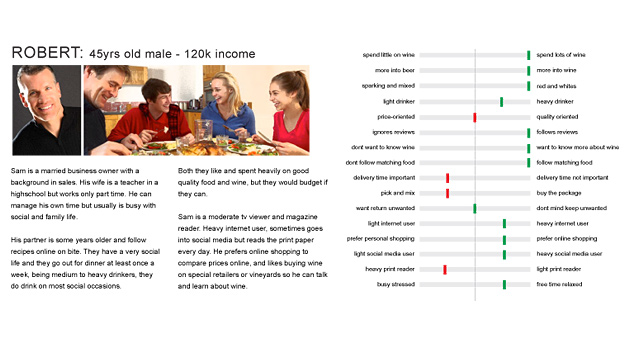 ROBERT: 45yrs old male - 120k income
Sam is a married business owner with a
background in sales. His wife is a teacher in a
highschool but works only part time. He can
manage his own time but usually is busy with
social and family life.
His partner is some years older and follow
recipes online on bite. They have a very social
life and they go out for dinner at least once a
week, being medium to heavy drinkers, they
do drink on most social occasions.
Both they like and spent heavily on good
quality food and wine, but they would budget if
they can.
Sam is a moderate tv viewer and magazine
reader. Heavy internet user, sometimes goes
into social media but reads the print paper
every day. He prefers online shopping to
compare prices online, and likes buying wine
on special retailers or vineyards so he can talk
and learn about wine.
spend little on wine spend lots of wine
more into beer more into wine
sparking and mixed red and whites
light drinker heavy drinker
price-oriented quality oriented
ignores reviews follows reviews
dont want to know wine want to know more about wine
dont follow matching food follow matching food
delivery time important delivery time not important
pick and mix buy the package
want return unwanted dont mind keep unwanted
light internet user heavy internet user
prefer personal shopping prefer online shopping
light social media user heavy social media user
heavy print reader light print reader
busy stressed free time relaxed